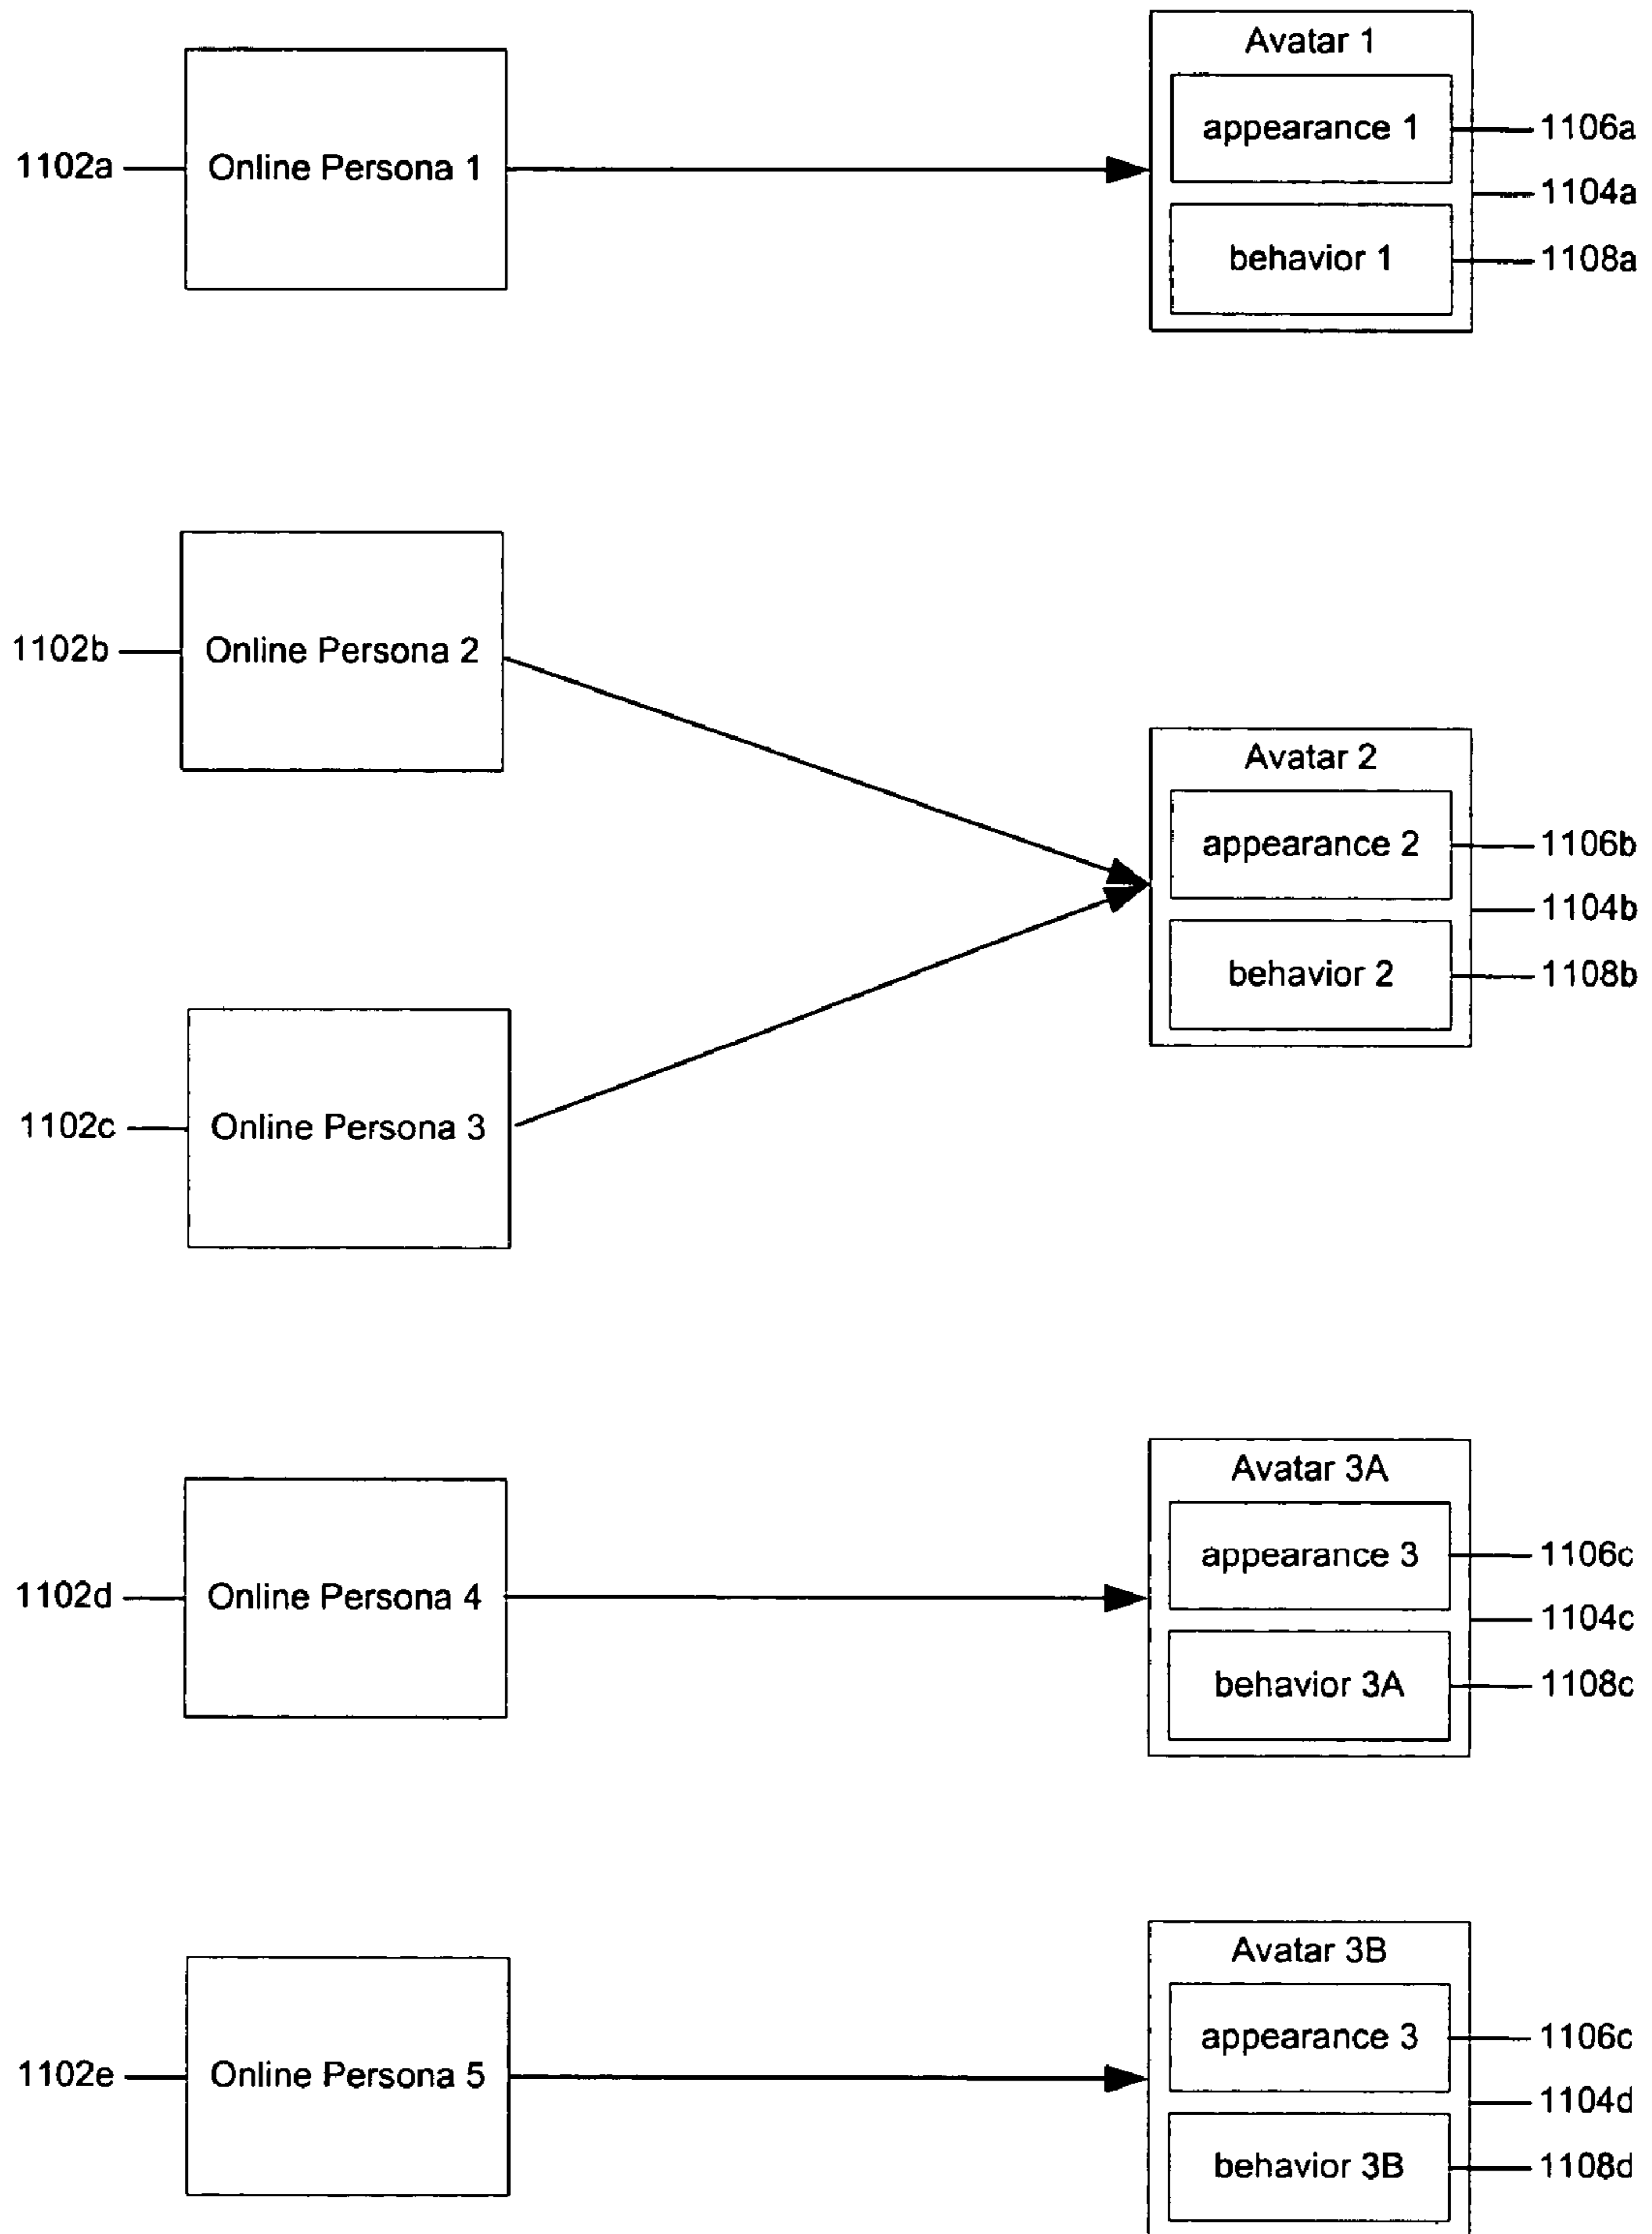 Avatar 1
appearance 1
1106a
1102a
Online Persona 1
1104a
behavior 1
1108a
1102b
Online Persona 2
Avatar 2
appearance 2
1106b
1104b
behavior 2
1108b
1102c
Online Persona 3
Avatar 3A
appearance 3
1106c
1102d
Online Persona 4
1104c
behavior 3A
1108c
Avatar 3B
appearance 3
1106c
1102e
Online Persona 5
1104d
behavior 3B
1108d